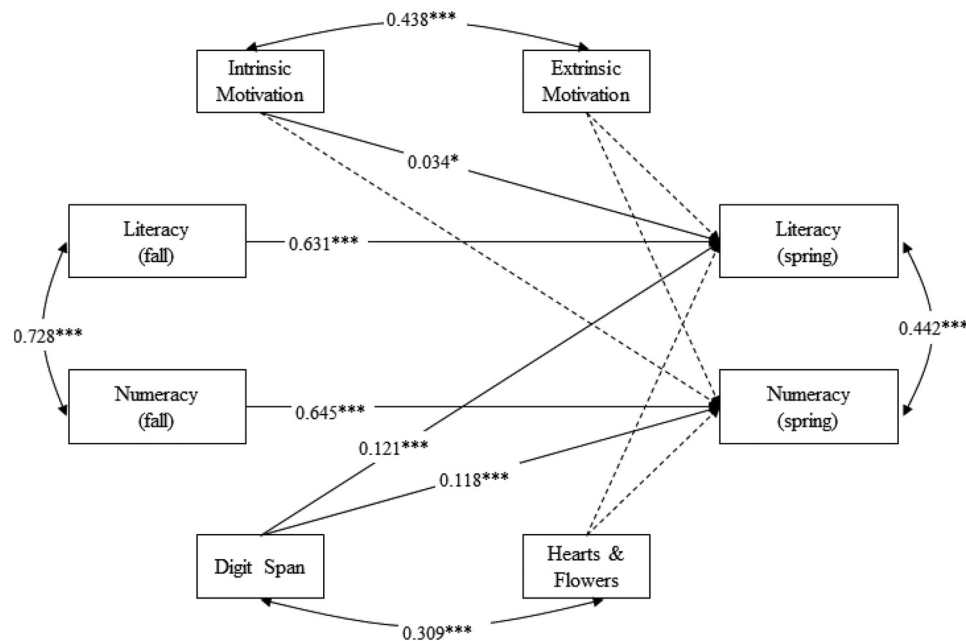 0.438***
Intrinsic
Motivation
Extrinsic
Motivation
0.034*
Literacy
(fall)
0.631***
Literacy
(spring)
0.728***
0.442***
Numeracy
(fall)
0.645***
Numeracy
(spring)
0.121***
0.118***
Digit Span
Hearts &
Flowers
0.309***